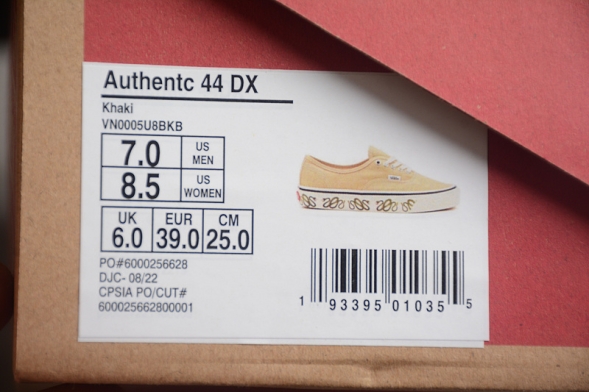 Authentc 44 DX
Khaki
VN0005U8BKB
7.0 US MEN
8.5 US WOMEN
UK EUR CM
6.0 39.0 25.0
PO#6000256628
DJC- 08/22
CPSIA PO/CUT#
600025662800001
1 93395 01035 5